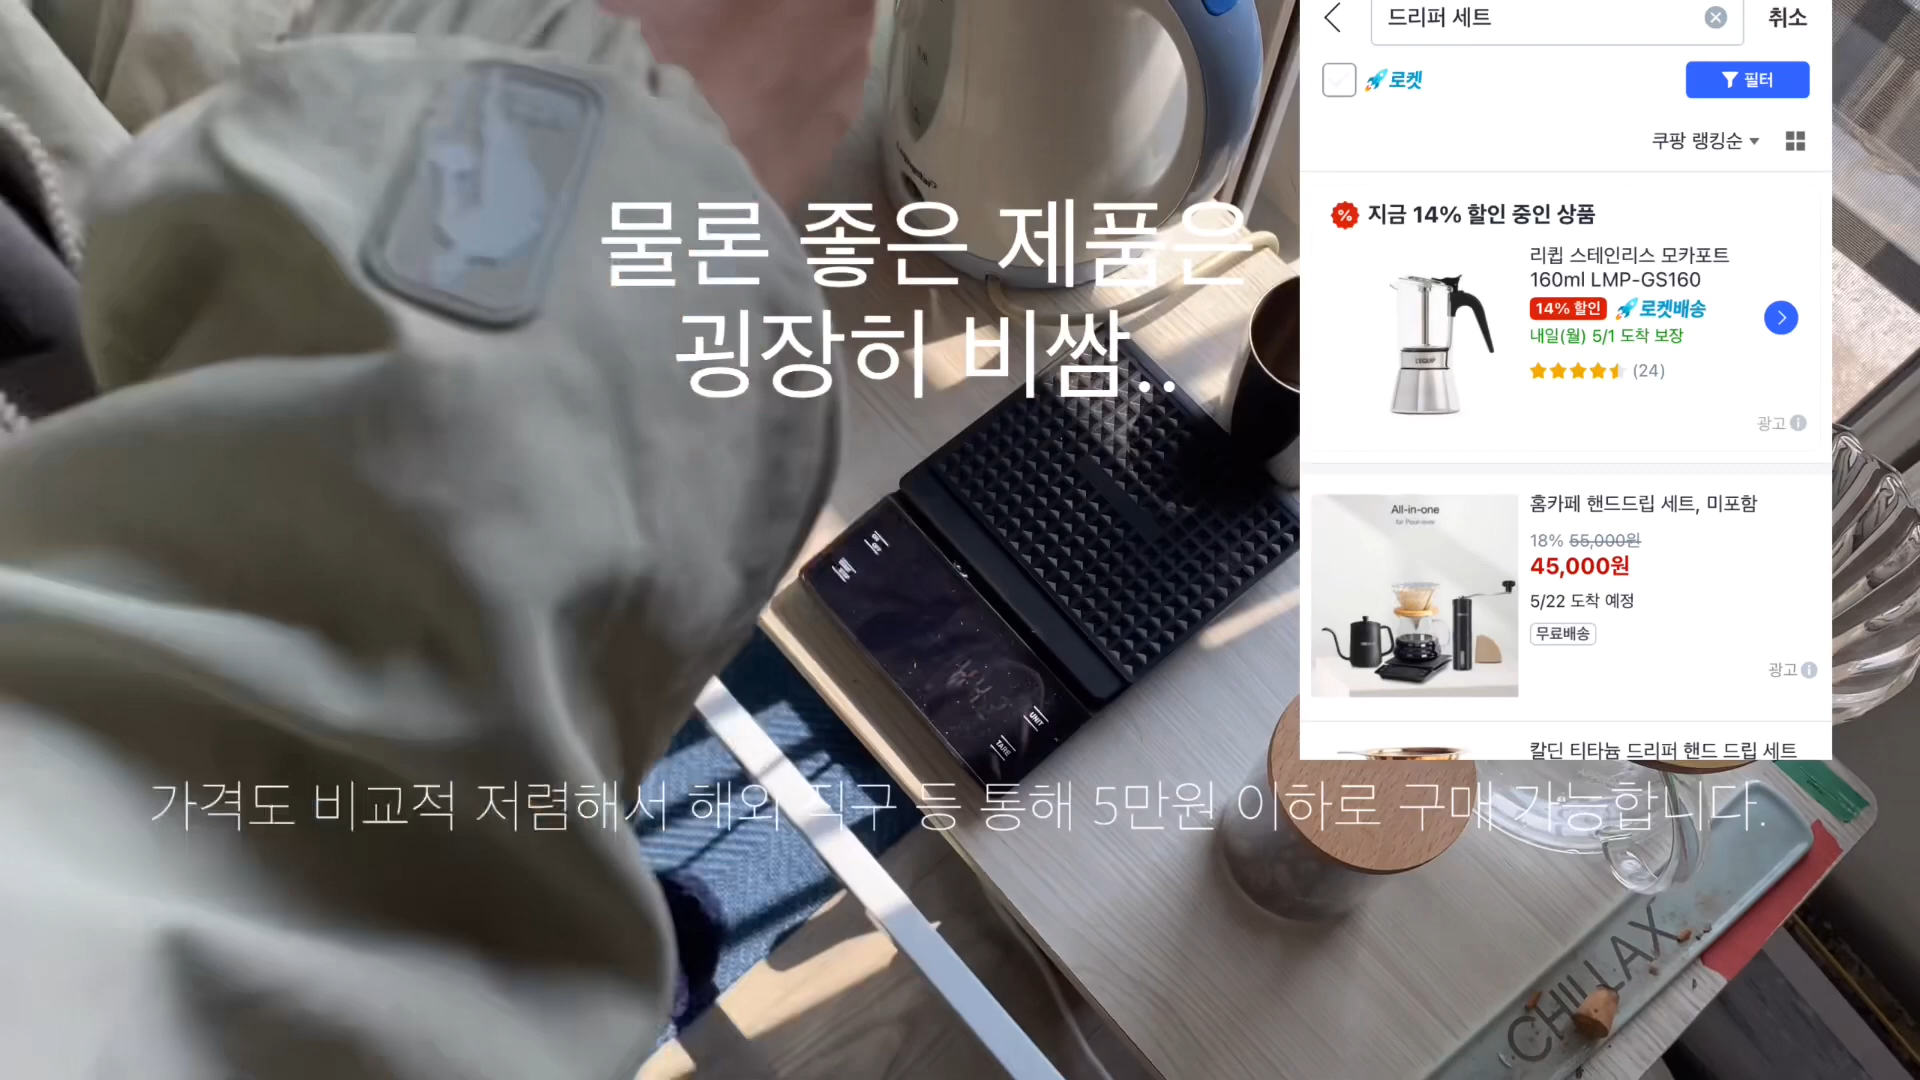 드리퍼 세트
취소
로켓
필터
쿠팡 랭킹순
지금 14% 할인 중인 상품
리큅 스테인리스 모카포트
160ml LMP-GS160
14% 할인 로켓배송
내일(월) 5/1 도착 보장
(24)
광고
All-in-one
for Pour-over
홈카페 핸드드립 세트, 미포함
18% 55,000원
45,000원
5/22 도착 예정
무료배송
광고
칼딘 티타늄 드리퍼 핸드 드립 세트
물론 좋은 제품은
굉장히 비쌈..
UNIT
TARE
가격도 비교적 저렴해서 해외 직구 등 통해 5만원 이하로 구매 가능합니다.
CHILLAX